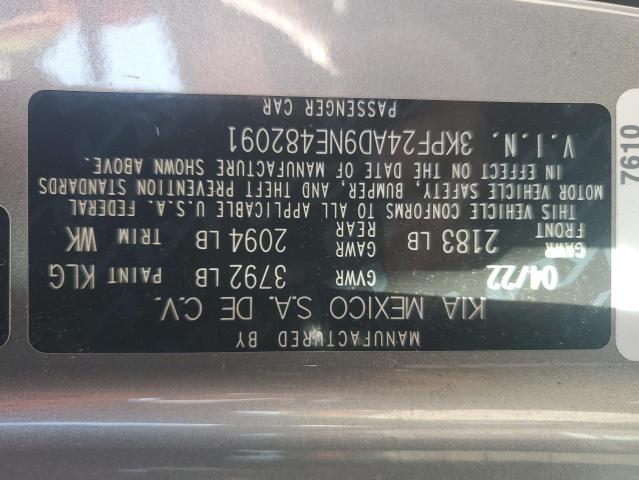 MANUFACTURED BY
KIA MEXICO S.A. DE C.V.
04/22 GVWR 3792 LB PAINT KLG
GAWR FRONT 2183 LB GAWR REAR 2094 LB TRIM WK
THIS VEHICLE CONFORMS TO ALL APPLICABLE U.S.A. FEDERAL
MOTOR VEHICLE SAFETY, BUMPER, AND THEFT PREVENTION STANDARDS
IN EFFECT ON THE DATE OF MANUFACTURE SHOWN ABOVE.
V.I.N. 3KPF24AD9NE482091
PASSENGER CAR
7610